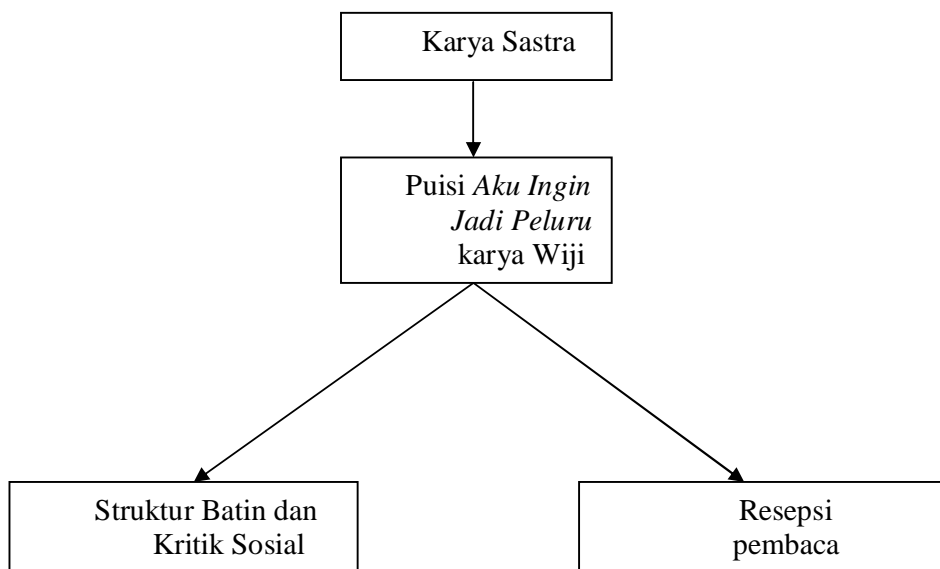 Karya Sastra
Puisi Aku Ingin
Jadi Peluru
karya Wiji
Struktur Batin dan
Kritik Sosial
Resepsi
pembaca